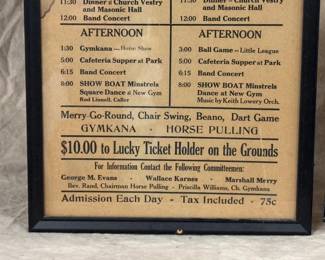 11:30 Dinner at Church Vestry
and Masonic Hall
12:00 Band Concert
AFTERNOON
1:30 Gymkana — Horse Show
5:00 Cafeteria Supper at Park
6:15 Band Concert
8:00 SHOW BOAT Minstrels
Square Dance at New Gym
Rod Linnell, Caller
Dinner at Church Vestry
and Masonic Hall
12:00 Band Concert
AFTERNOON
3:00 Ball Game — Little League
5:00 Cafeteria Supper at Park
6:15 Band Concert
8:00 SHOW BOAT Minstrels
Dance at New Gym
Music by Keith Lowery Orch.
Merry-Go-Round, Chair Swing, Beano, Dart Game
GYMKANA - HORSE PULLING
$10.00 to Lucky Ticket Holder on the Grounds
For Information Contact the Following Committeemen:
George M. Evans - Wallace Karnes - Marshall Merry
Rev. Rand, Chairman Horse Pulling - Priscilla Williams, Ch. Gymkana
Admission Each Day - Tax Included - 75c